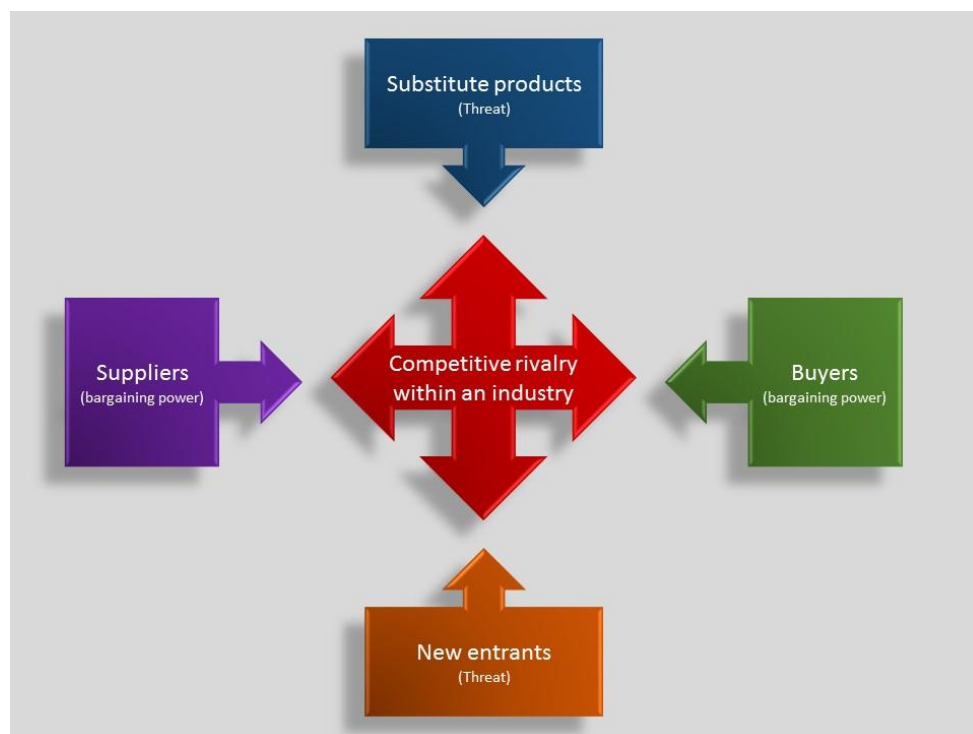 Substitute products
(Threat)
Suppliers
(bargaining power)
Competitive rivalry
within an industry
Buyers
(bargaining power)
New entrants
(Threat)